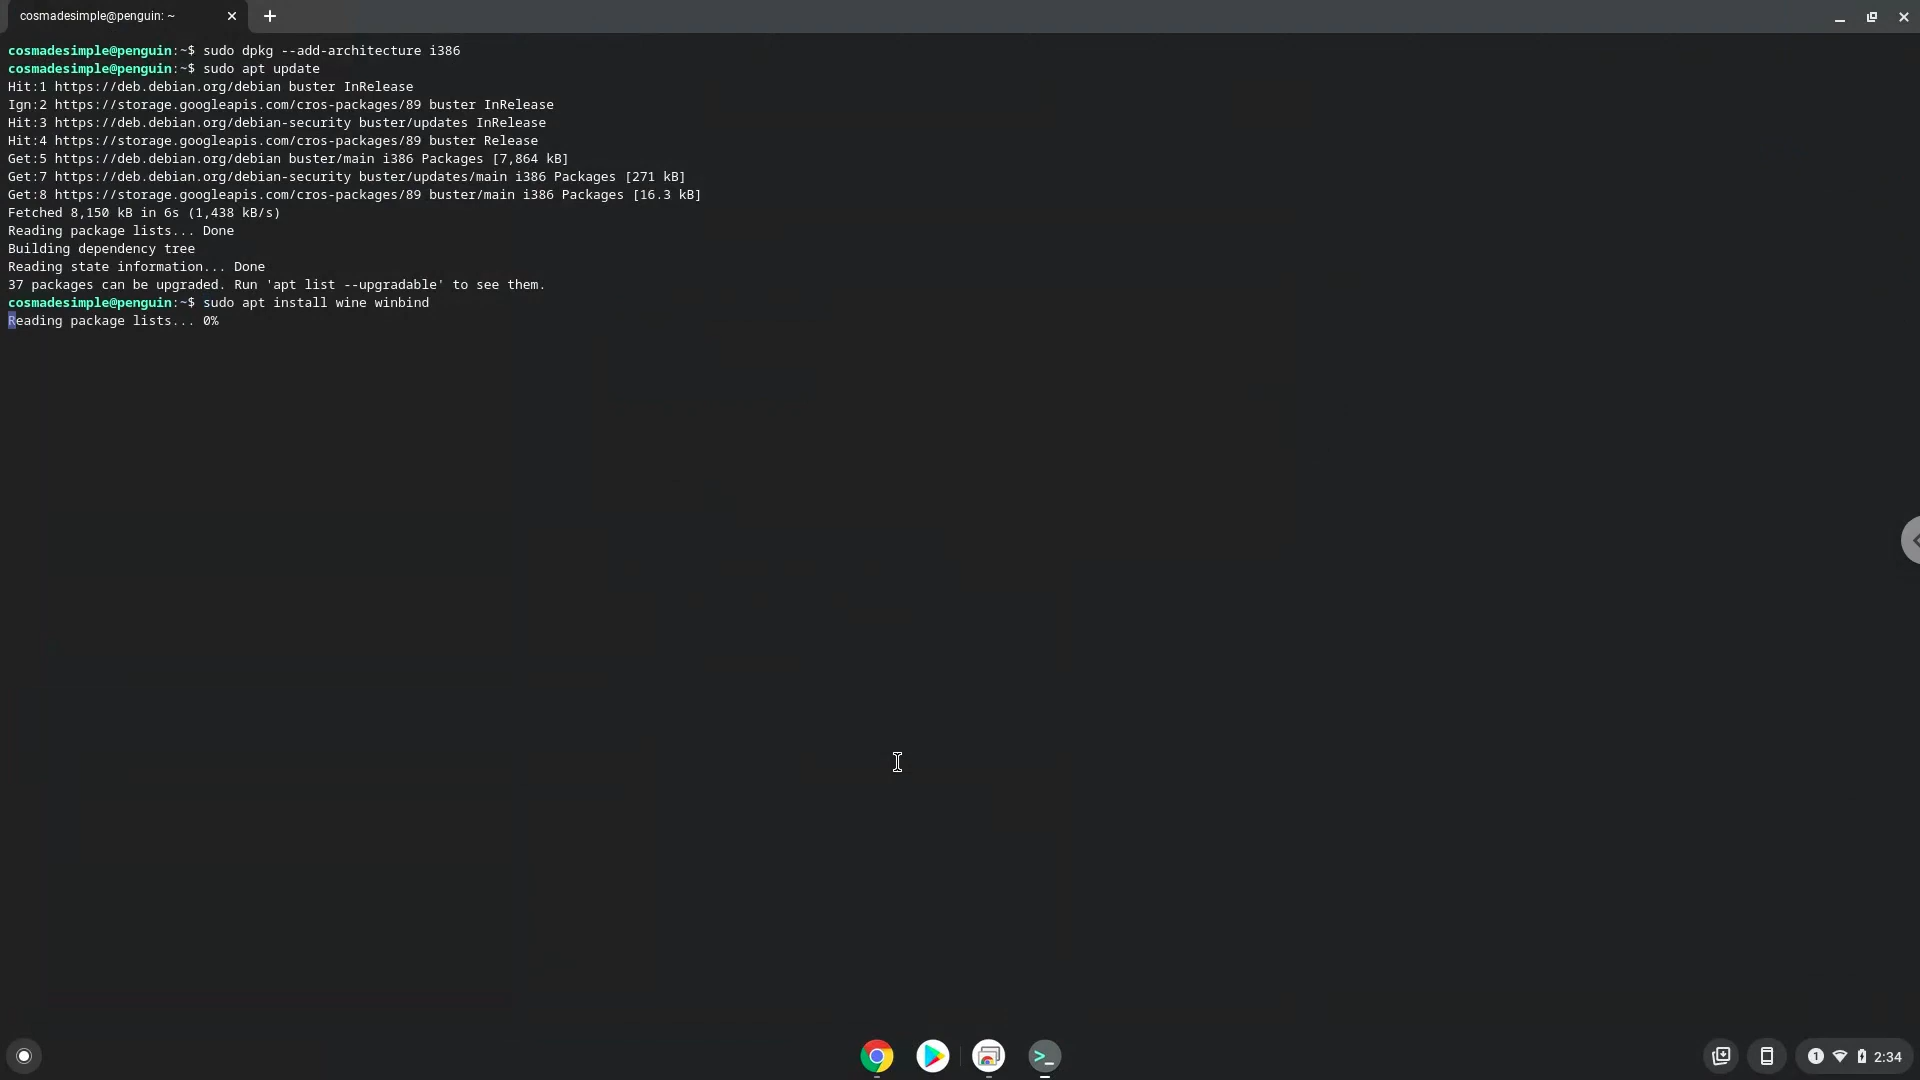 cosmadesimple@penguin: ~
cosmadesimple@penguin:~$ sudo dpkg --add-architecture i386
cosmadesimple@penguin:~$ sudo apt update
Hit:1 https://deb.debian.org/debian buster InRelease
Ign:2 https://storage.googleapis.com/cros-packages/89 buster InRelease
Hit:3 https://deb.debian.org/debian-security buster/updates InRelease
Hit:4 https://storage.googleapis.com/cros-packages/89 buster Release
Get:5 https://deb.debian.org/debian buster/main i386 Packages [7,864 kB]
Get:7 https://deb.debian.org/debian-security buster/updates/main i386 Packages [271 kB]
Get:8 https://storage.googleapis.com/cros-packages/89 buster/main i386 Packages [16.3 kB]
Fetched 8,150 kB in 6s (1,438 kB/s)
Reading package lists... Done
Building dependency tree
Reading state information... Done
37 packages can be upgraded. Run 'apt list --upgradable' to see them.
cosmadesimple@penguin:~$ sudo apt install wine winbind
Reading package lists... 0%
1 2:34